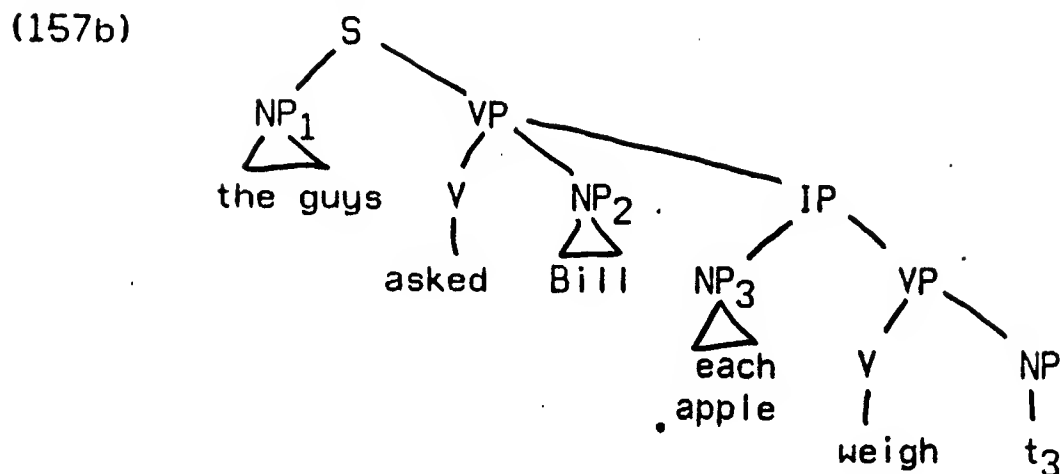 (157b) S
NP1 VP
the guys V NP2 IP
asked Bill NP3 VP
each V NP
apple
weigh t3